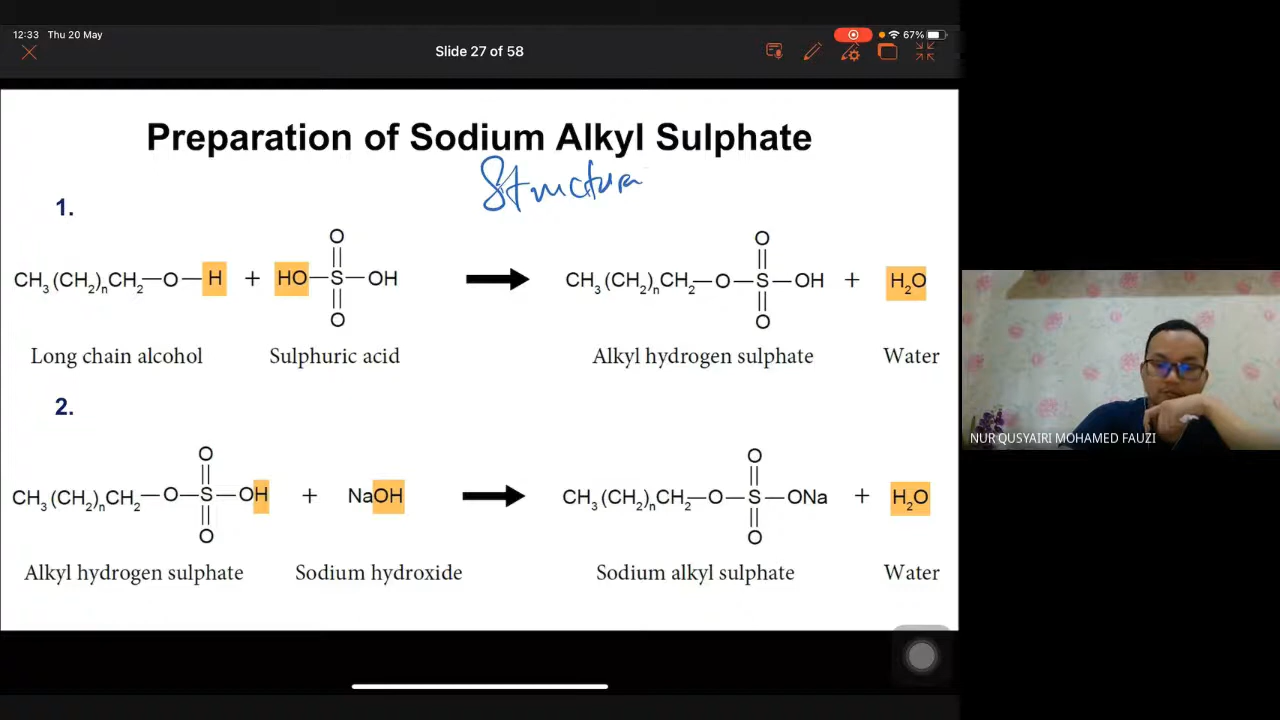 12:33 Thu 20 May
67%
Slide 27 of 58
Preparation of Sodium Alkyl Sulphate
Structura
1.
CH₃(CH₂)ₙCH₂—O—H + HO—S—OH → CH₃(CH₂)ₙCH₂—O—S—OH + H₂O
O O
O O
Long chain alcohol Sulphuric acid Alkyl hydrogen sulphate Water
2.
O O
CH₃(CH₂)ₙCH₂—O—S—OH + NaOH → CH₃(CH₂)ₙCH₂—O—S—ONa + H₂O
O O
Alkyl hydrogen sulphate Sodium hydroxide Sodium alkyl sulphate Water
NUR QUSYAIRI MOHAMED FAUZI